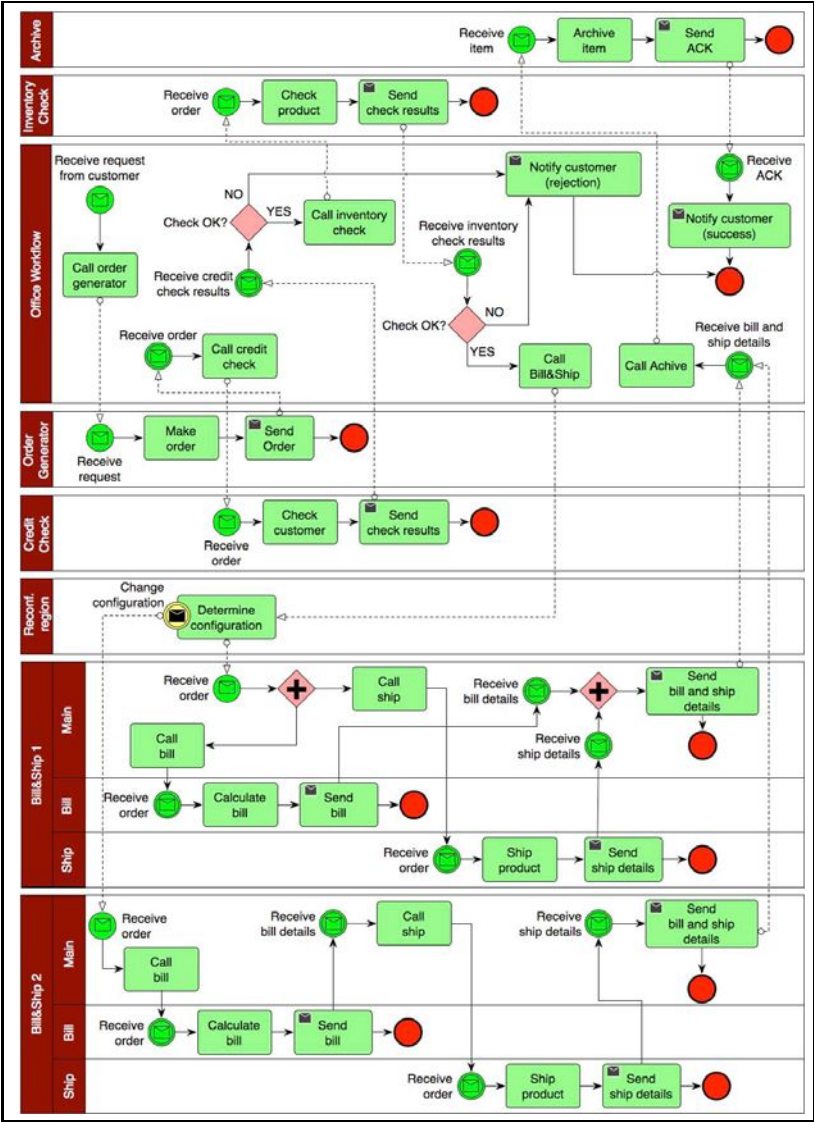 Archive
Receive
item
Archive
item
Send
ACK
Inventory
Check
Receive
order
Check
product
Send
check results
Office Workflow
Receive request
from customer
Call order
generator
NO
Check OK?
YES
Call inventory
check
Receive credit
check results
Receive order
Call credit
check
Notify customer
(rejection)
Receive inventory
check results
Check OK?
NO
YES
Call
Bill&Ship
Receive
ACK
Notify customer
(success)
Receive bill and
ship details
Call Achive
Order
Generator
Receive
request
Make
order
Send
Order
Credit
Check
Receive
order
Check
customer
Send
check results
Reconf.
region
Change
configuration
Determine
configuration
Bill&Ship 1
Main
Receive
order
Call
ship
Call
bill
Receive
bill details
Receive
ship details
Send
bill and ship
details
Bill
Receive
order
Calculate
bill
Send
bill
Ship
Receive
order
Ship
product
Send
ship details
Bill&Ship 2
Main
Receive
order
Call
bill
Receive
bill details
Call
ship
Receive
ship details
Send
bill and ship
details
Bill
Receive
order
Calculate
bill
Send
bill
Ship
Receive
order
Ship
product
Send
ship details